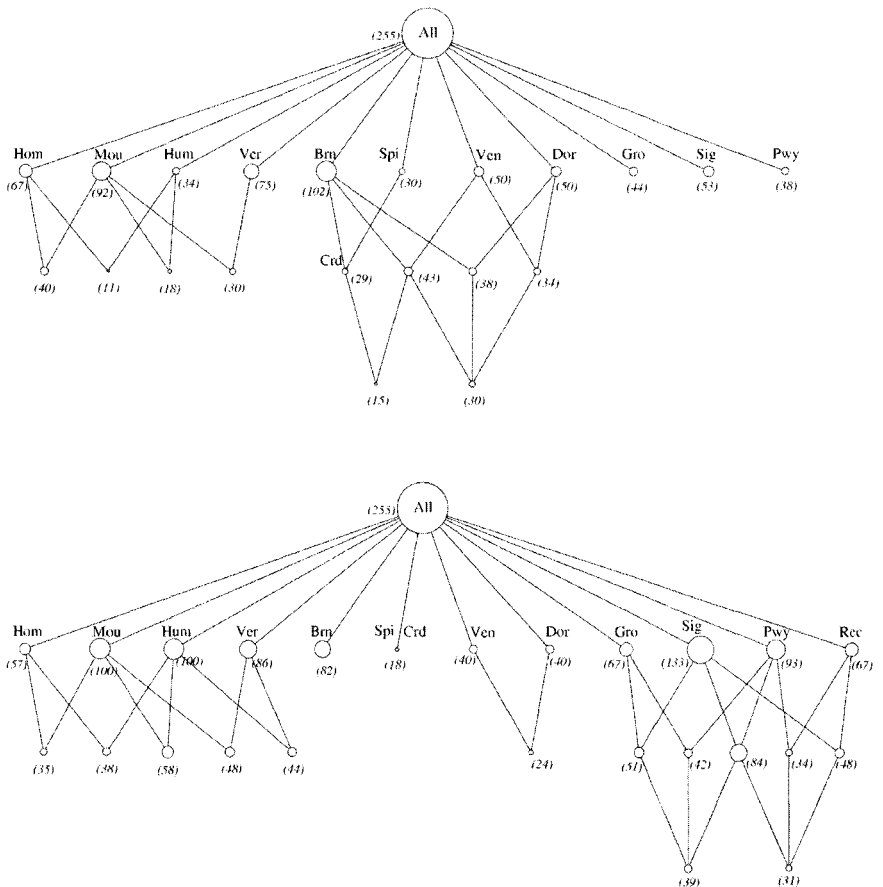 (255) All
Hom Mou Hum Ver Brn Spi Ven Dor Gro Sig Pwy
(67) (92) (34) (75) (102) (30) (50) (50) (44) (53) (38)
Crd
(40) (11) (18) (30) (29) (43) (38) (34)
(15) (30)
(255) All
Hom Mou Hum Ver Brn Spi Crd Ven Dor Gro Sig Pwy Rec
(57) (100) (100) (86) (82) (18) (40) (40) (67) (133) (93) (67)
(35) (38) (58) (48) (44) (24) (51) (42) (84) (34) (48)
(39) (31)